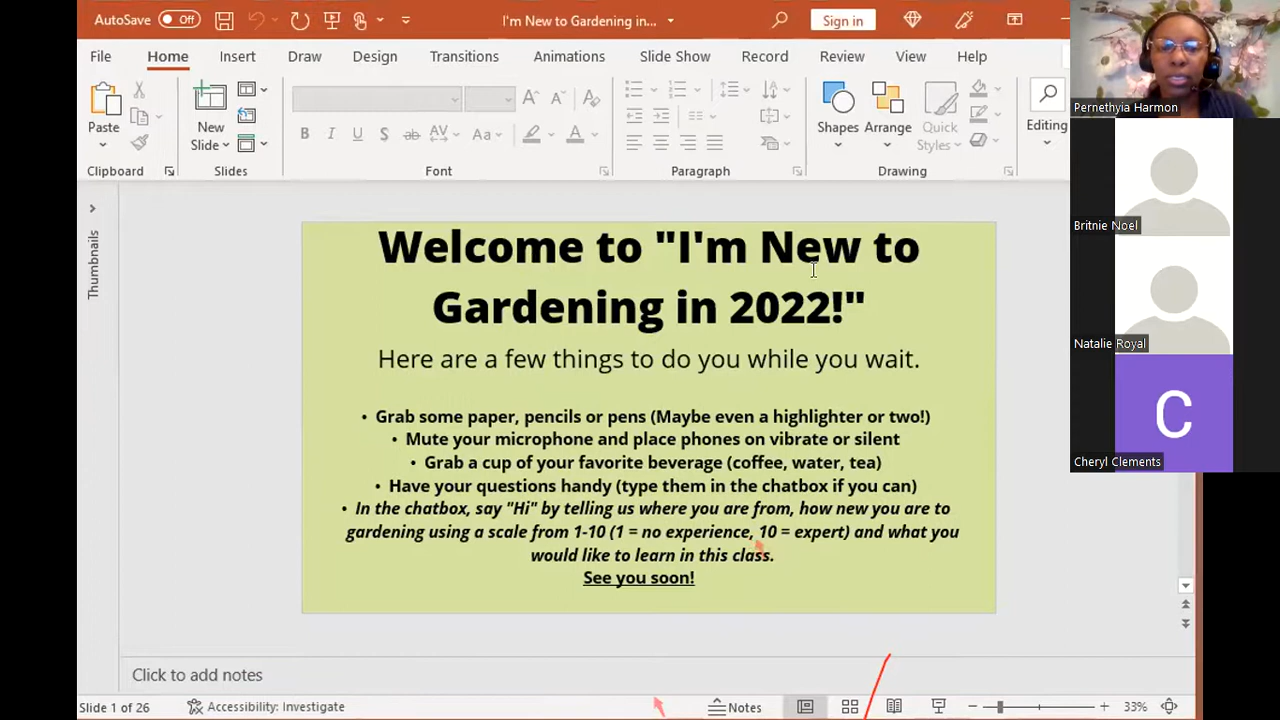 AutoSave Off I'm New to Gardening in... Sign in
File Home Insert Draw Design Transitions Animations Slide Show Record Review View Help
Paste New Slide Shapes Arrange Quick Styles Editing
B I U S ab AV Aa A
Clipboard Slides Font Paragraph Drawing
Thumbnails
Welcome to "I'm New to
Gardening in 2022!"
Here are a few things to do you while you wait.
• Grab some paper, pencils or pens (Maybe even a highlighter or two!)
• Mute your microphone and place phones on vibrate or silent
• Grab a cup of your favorite beverage (coffee, water, tea)
• Have your questions handy (type them in the chatbox if you can)
• In the chatbox, say "Hi" by telling us where you are from, how new you are to
gardening using a scale from 1-10 (1 = no experience, 10 = expert) and what you
would like to learn in this class.
See you soon!
Click to add notes
Slide 1 of 26 Accessibility: Investigate Notes 33%
Pernethyia Harmon
Britnie Noel
Natalie Royal
C
Cheryl Clements